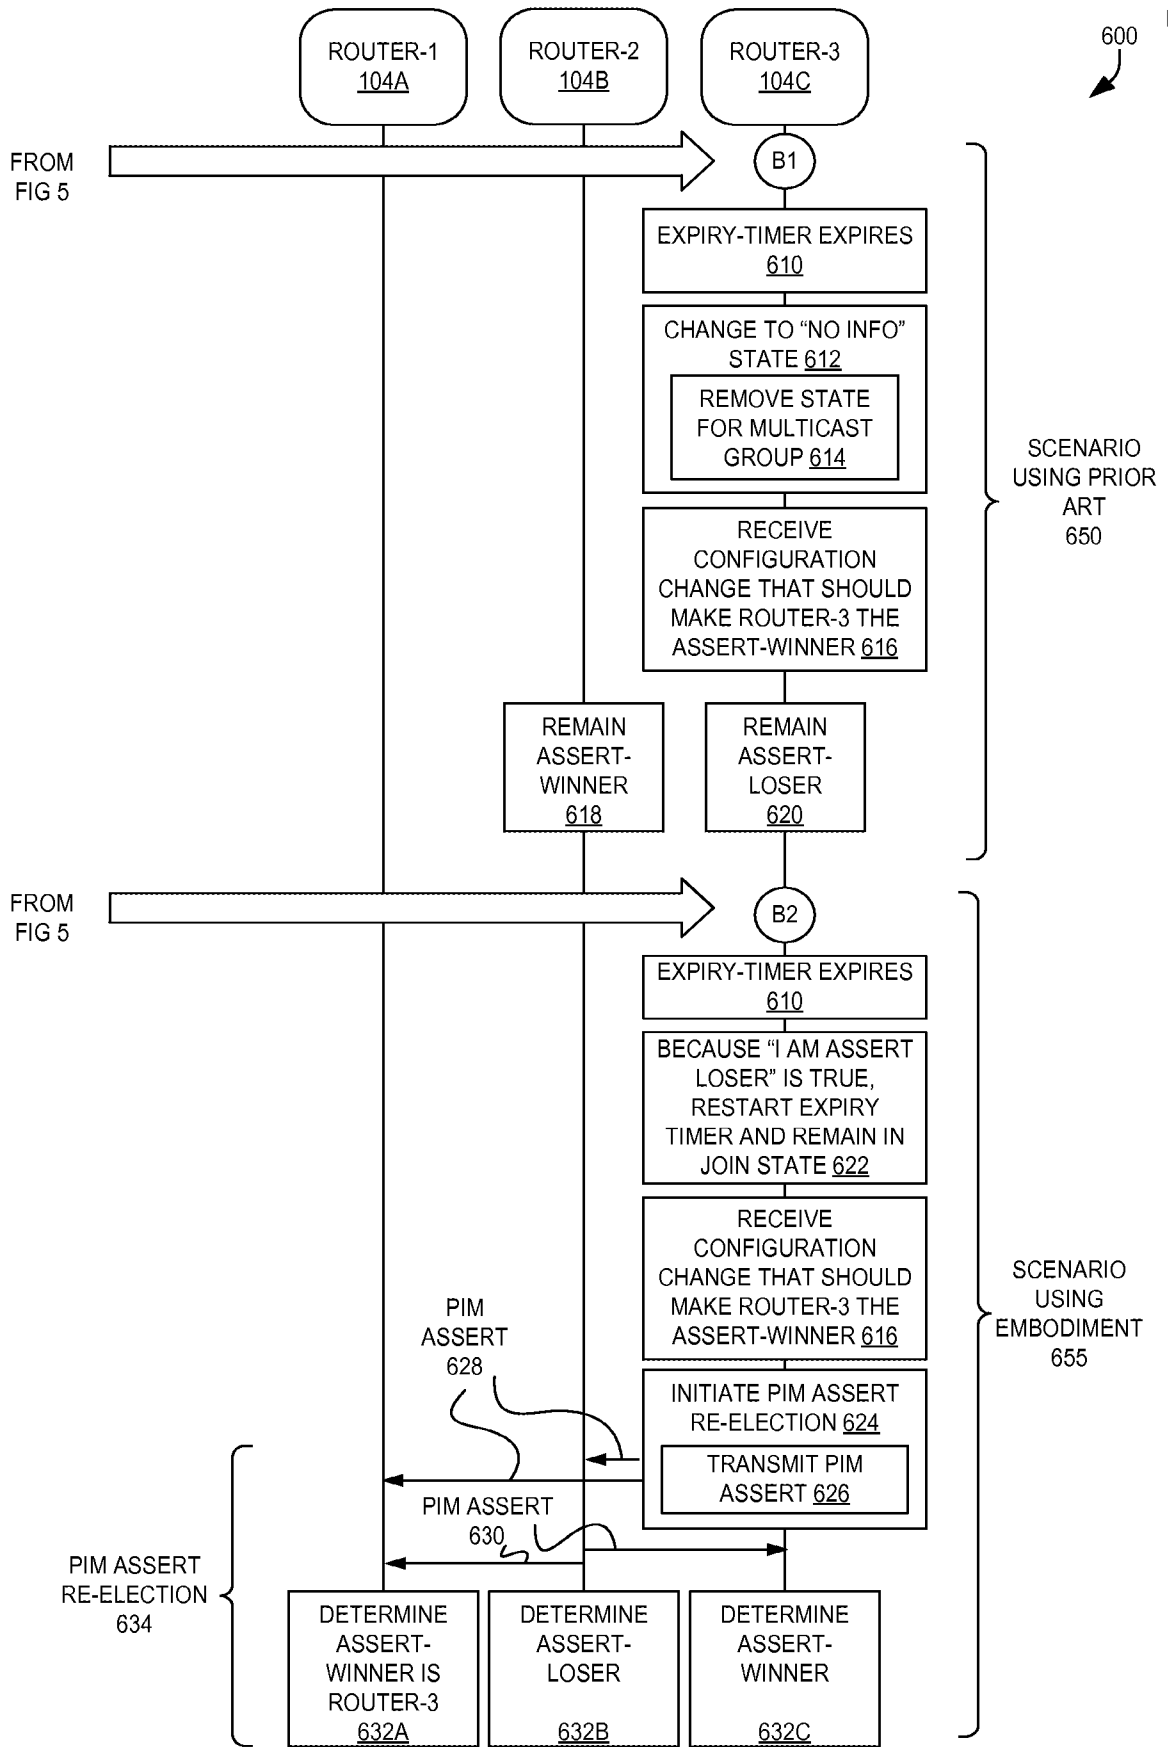 600
ROUTER-1
104A
ROUTER-2
104B
ROUTER-3
104C
FROM
FIG 5
B1
EXPIRY-TIMER EXPIRES
610
CHANGE TO “NO INFO”
STATE 612
REMOVE STATE
FOR MULTICAST
GROUP 614
RECEIVE
CONFIGURATION
CHANGE THAT SHOULD
MAKE ROUTER-3 THE
ASSERT-WINNER 616
SCENARIO
USING PRIOR
ART
650
REMAIN
ASSERT-
WINNER
618
REMAIN
ASSERT-
LOSER
620
FROM
FIG 5
B2
EXPIRY-TIMER EXPIRES
610
BECAUSE “I AM ASSERT
LOSER” IS TRUE,
RESTART EXPIRY
TIMER AND REMAIN IN
JOIN STATE 622
RECEIVE
CONFIGURATION
CHANGE THAT SHOULD
MAKE ROUTER-3 THE
ASSERT-WINNER 616
SCENARIO
USING
EMBODIMENT
655
PIM
ASSERT
628
INITIATE PIM ASSERT
RE-ELECTION 624
TRANSMIT PIM
ASSERT 626
PIM ASSERT
630
PIM ASSERT
RE-ELECTION
634
DETERMINE
ASSERT-
WINNER IS
ROUTER-3
632A
DETERMINE
ASSERT-
LOSER
632B
DETERMINE
ASSERT-
WINNER
632C